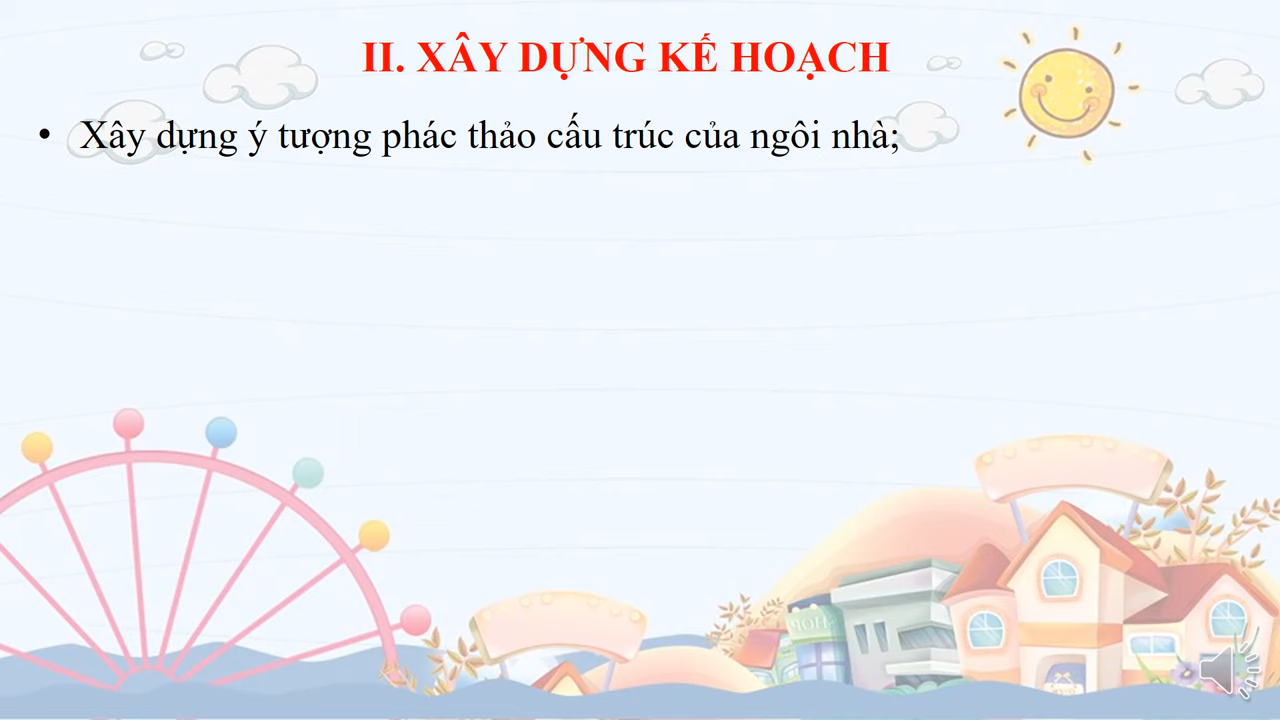 II. XÂY DỰNG KẾ HOẠCH
• Xây dựng ý tượng phác thảo cấu trúc của ngôi nhà;